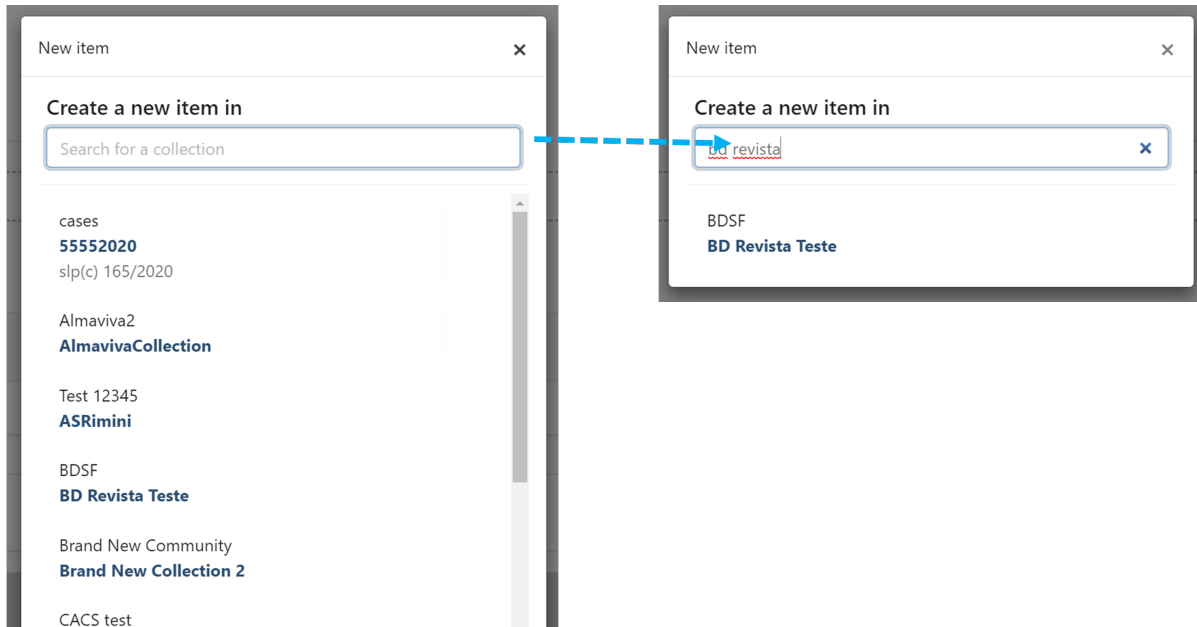 New item
Create a new item in
Search for a collection
cases
55552020
slp(c) 165/2020
Almaviva2
AlmavivaCollection
Test 12345
ASRimini
BDSF
BD Revista Teste
Brand New Community
Brand New Collection 2
CACS test
New item
Create a new item in
bd revista
BDSF
BD Revista Teste